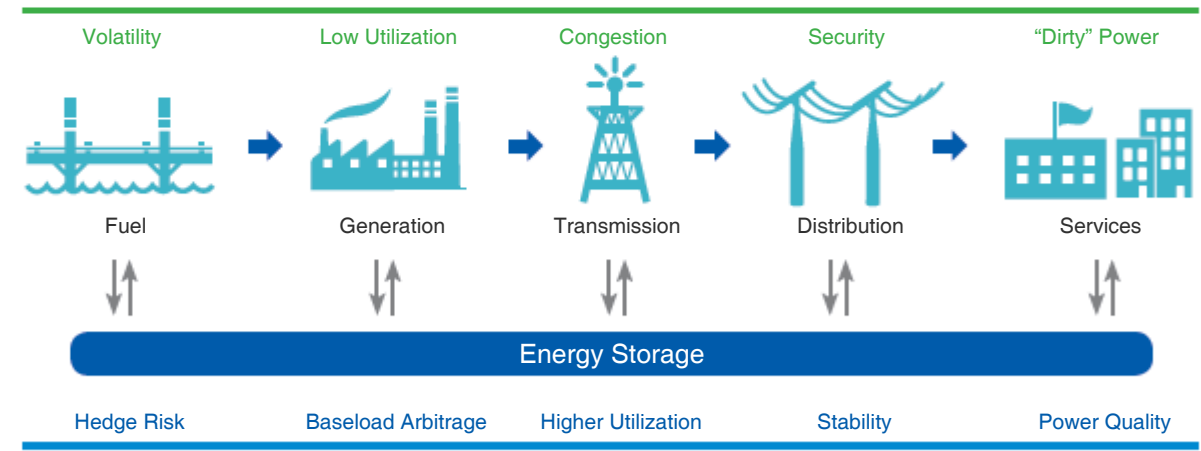 Volatility
Low Utilization
Congestion
Security
“Dirty” Power
Fuel
Generation
Transmission
Distribution
Services
Energy Storage
Hedge Risk
Baseload Arbitrage
Higher Utilization
Stability
Power Quality